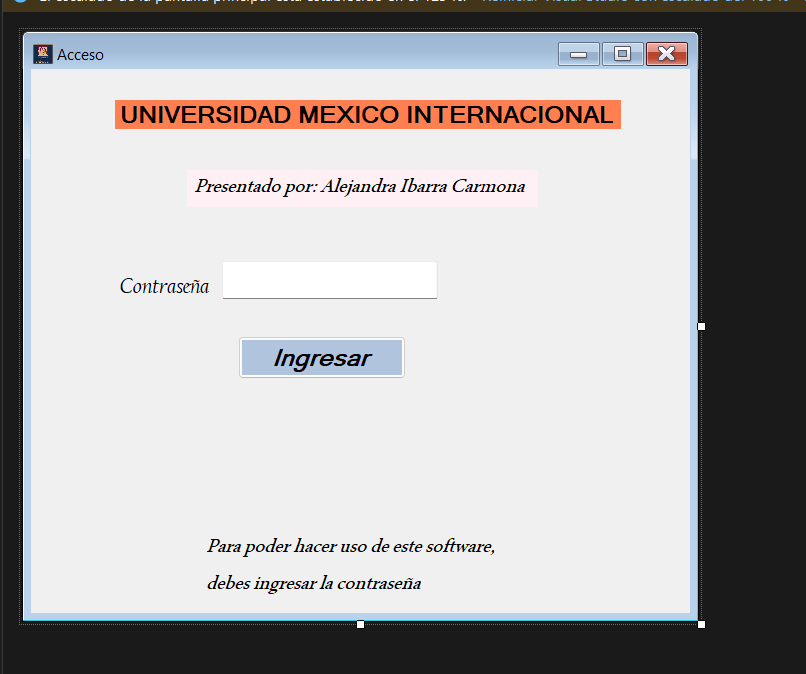 Acceso
UNIVERSIDAD MEXICO INTERNACIONAL
Presentado por: Alejandra Ibarra Carmona
Contraseña
Ingresar
Para poder hacer uso de este software,
debes ingresar la contraseña